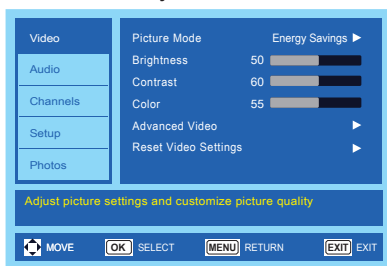 Video
Audio
Channels
Setup
Photos
Picture Mode Energy Savings
Brightness 50
Contrast 60
Color 55
Advanced Video
Reset Video Settings
Adjust picture settings and customize picture quality
MOVE OK SELECT MENU RETURN EXIT EXIT